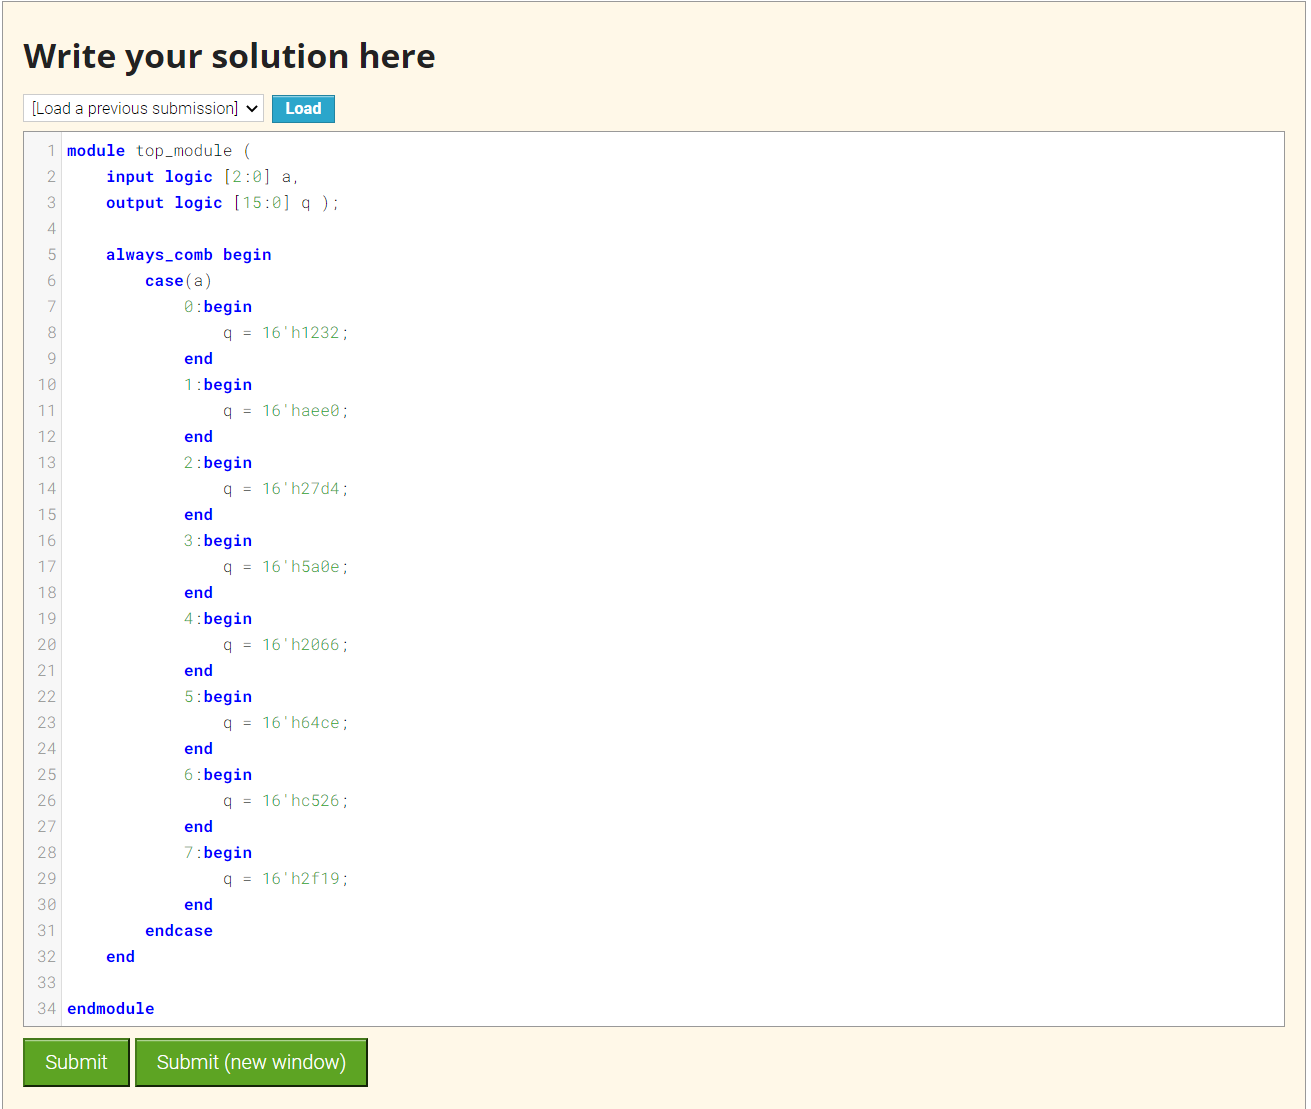 Write your solution here
[Load a previous submission] Load
1 module top_module (
2     input logic [2:0] a,
3     output logic [15:0] q );
4
5     always_comb begin
6         case(a)
7             0:begin
8                 q = 16'h1232;
9             end
10             1:begin
11                 q = 16'haee0;
12             end
13             2:begin
14                 q = 16'h27d4;
15             end
16             3:begin
17                 q = 16'h5a0e;
18             end
19             4:begin
20                 q = 16'h2066;
21             end
22             5:begin
23                 q = 16'h64ce;
24             end
25             6:begin
26                 q = 16'hc526;
27             end
28             7:begin
29                 q = 16'h2f19;
30             end
31         endcase
32     end
33
34 endmodule
Submit Submit (new window)